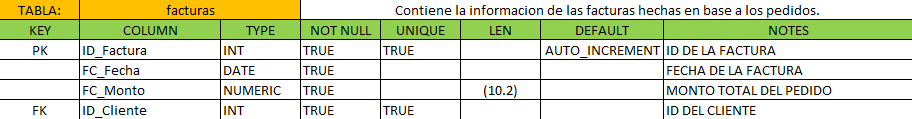 TABLA: facturas Contiene la informacion de las facturas hechas en base a los pedidos.
KEY COLUMN TYPE NOT NULL UNIQUE LEN DEFAULT NOTES
PK ID_Factura INT TRUE TRUE AUTO_INCREMENT ID DE LA FACTURA
FC_Fecha DATE TRUE FECHA DE LA FACTURA
FC_Monto NUMERIC TRUE (10.2) MONTO TOTAL DEL PEDIDO
FK ID_Cliente INT TRUE TRUE ID DEL CLIENTE